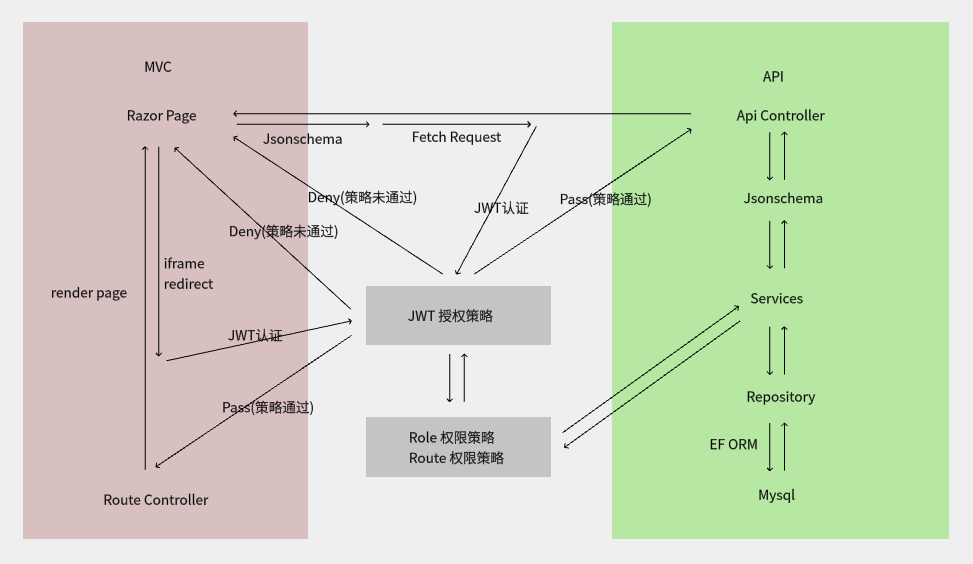 MVC
API
Razor Page
Api Controller
Jsonschema
Fetch Request
Deny(策略未通过)
JWT认证
Pass(策略通过)
Jsonschema
Deny(策略未通过)
iframe
redirect
render page
Services
JWT 授权策略
JWT认证
Pass(策略通过)
Repository
Role 权限策略
Route 权限策略
EF ORM
Route Controller
Mysql